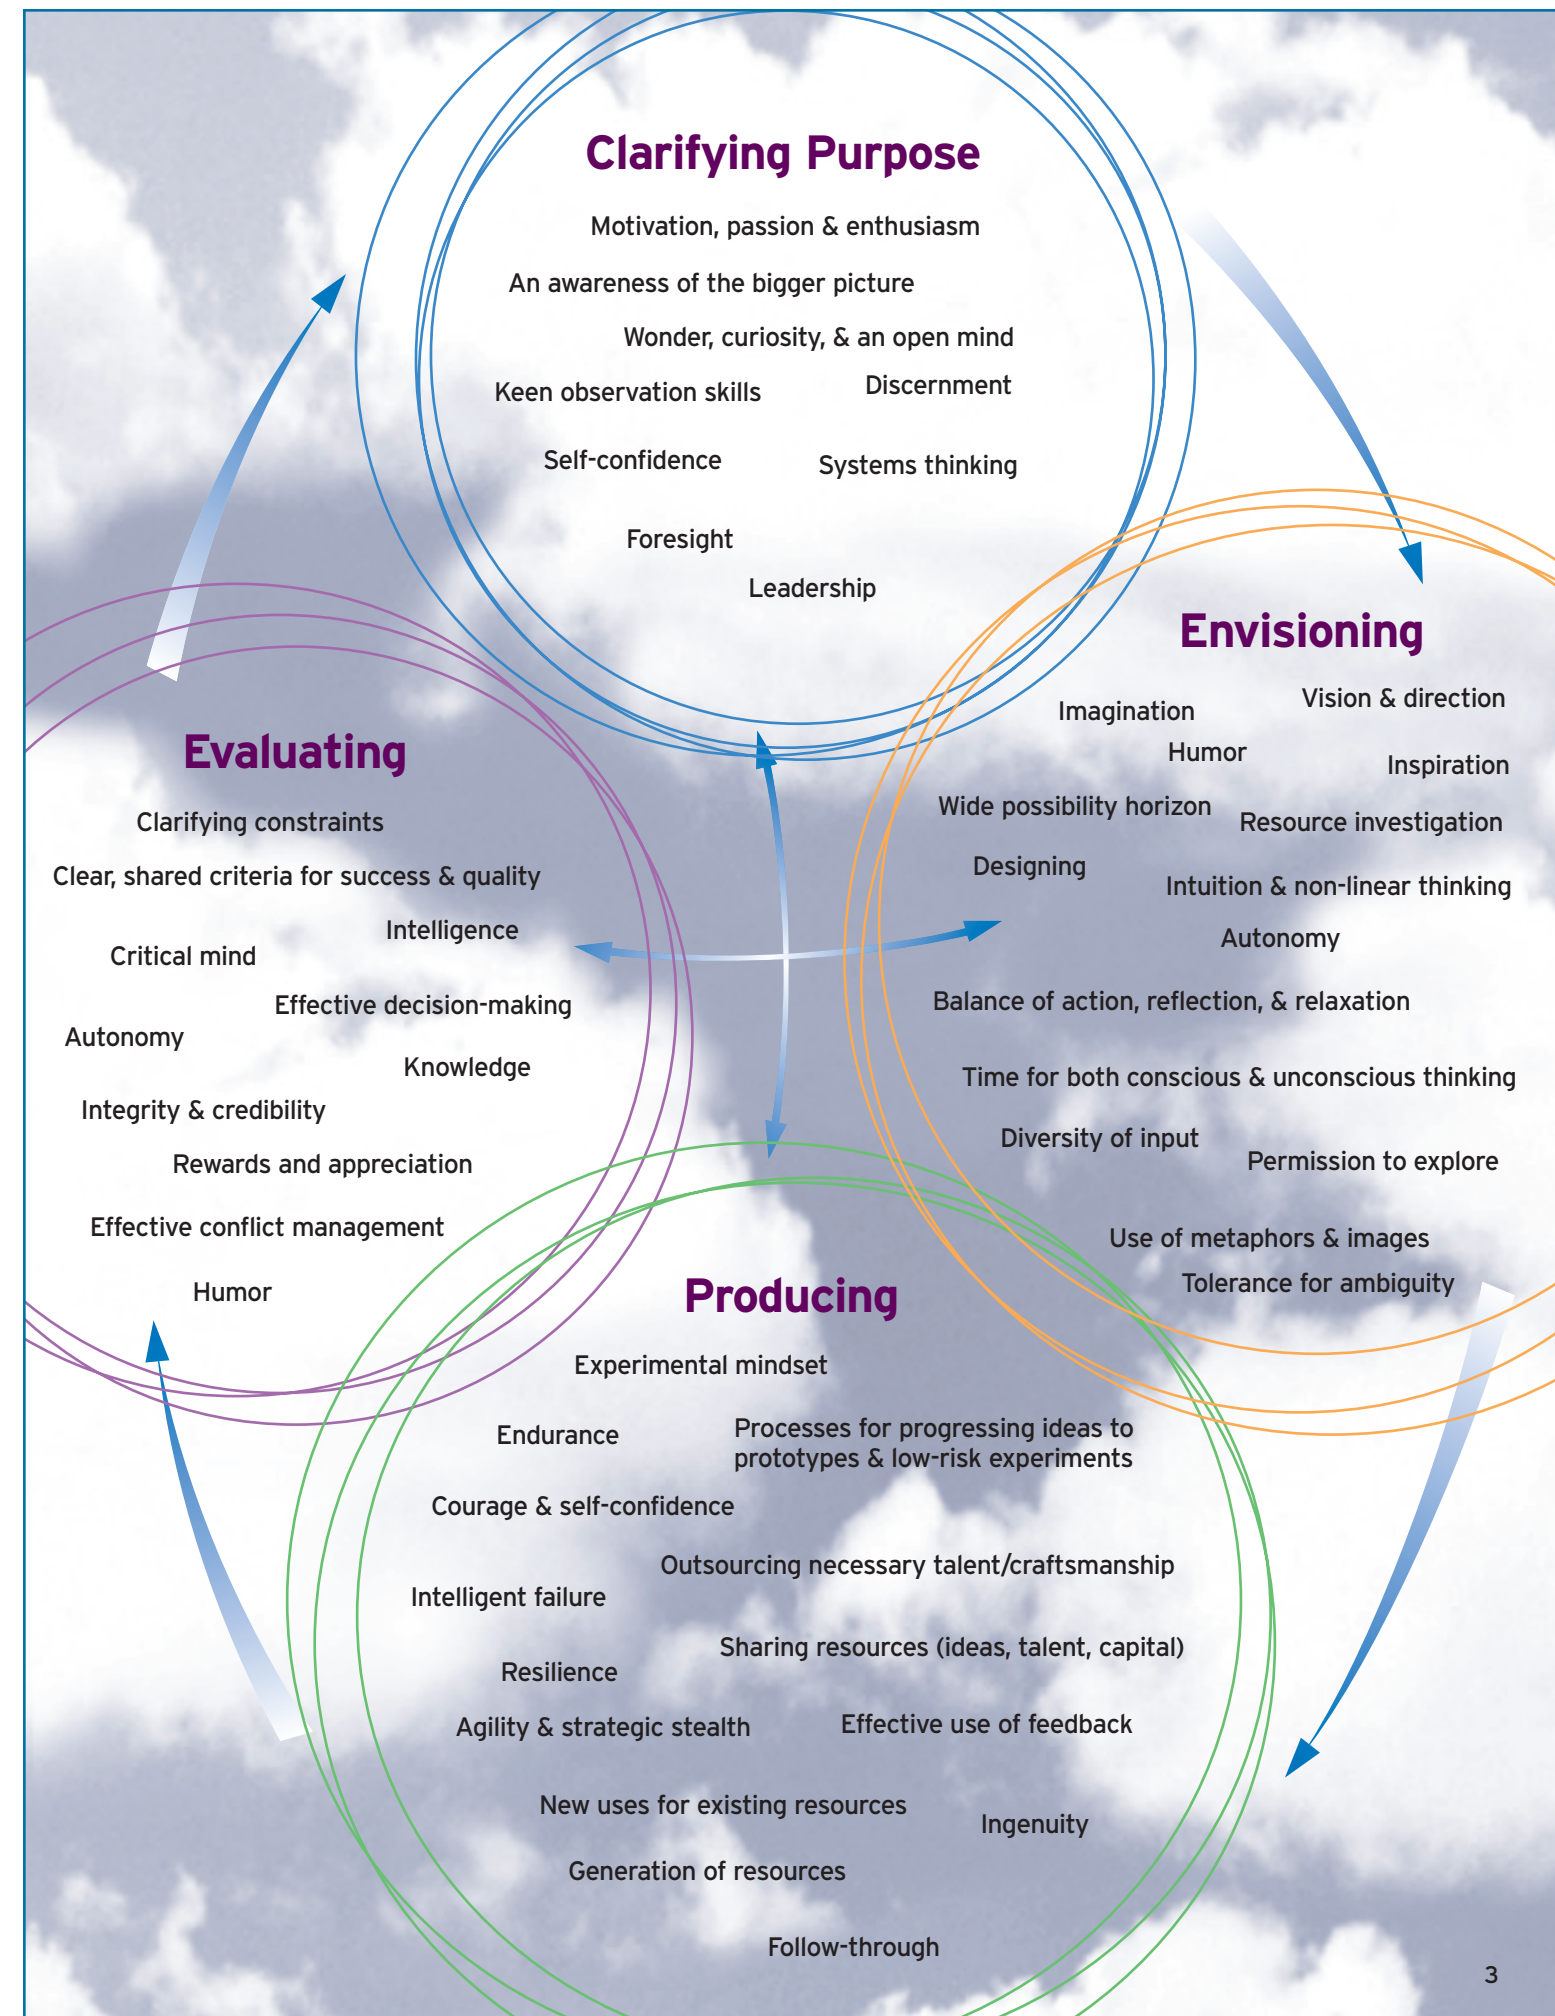 Clarifying Purpose
Motivation, passion & enthusiasm
An awareness of the bigger picture
Wonder, curiosity, & an open mind
Keen observation skills
Discernment
Self-confidence
Systems thinking
Foresight
Leadership
Envisioning
Imagination
Vision & direction
Humor
Inspiration
Wide possibility horizon
Resource investigation
Designing
Intuition & non-linear thinking
Autonomy
Balance of action, reflection, & relaxation
Time for both conscious & unconscious thinking
Diversity of input
Permission to explore
Use of metaphors & images
Tolerance for ambiguity
Evaluating
Clarifying constraints
Clear, shared criteria for success & quality
Intelligence
Critical mind
Effective decision-making
Autonomy
Knowledge
Integrity & credibility
Rewards and appreciation
Effective conflict management
Humor
Producing
Experimental mindset
Endurance
Processes for progressing ideas to
prototypes & low-risk experiments
Courage & self-confidence
Outsourcing necessary talent/craftsmanship
Intelligent failure
Sharing resources (ideas, talent, capital)
Resilience
Agility & strategic stealth
Effective use of feedback
New uses for existing resources
Ingenuity
Generation of resources
Follow-through
3